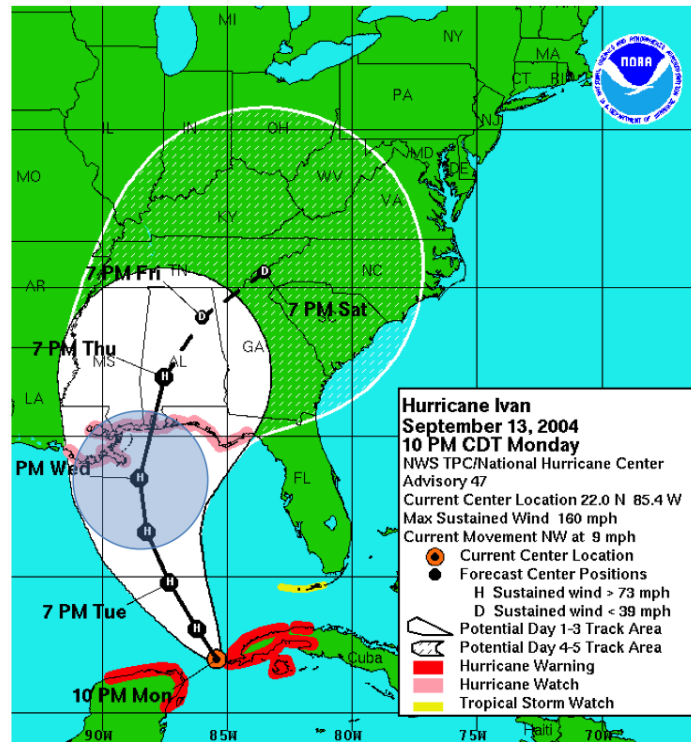 MI
NY
MA
CT
RI
PA
NJ
IL
IN
OH
MD
DE
MO
WV
VA
KY
7 PM Fri
TN
AR
NC
7 PM Sat
SC
7 PM Thu
MS
AL
GA
LA
PM Wed
FL
7 PM Tue
Cuba
10 PM Mon
Haiti
90W
85W
80W
75W
70W
NOAA
Hurricane Ivan
September 13, 2004
10 PM CDT Monday
NWS TPC/National Hurricane Center
Advisory 47
Current Center Location 22.0 N 85.4 W
Max Sustained Wind 160 mph
Current Movement NW at 9 mph
Current Center Location
Forecast Center Positions
H Sustained wind > 73 mph
D Sustained wind < 39 mph
Potential Day 1-3 Track Area
Potential Day 4-5 Track Area
Hurricane Warning
Hurricane Watch
Tropical Storm Watch
D
D
H
H
H
H
H